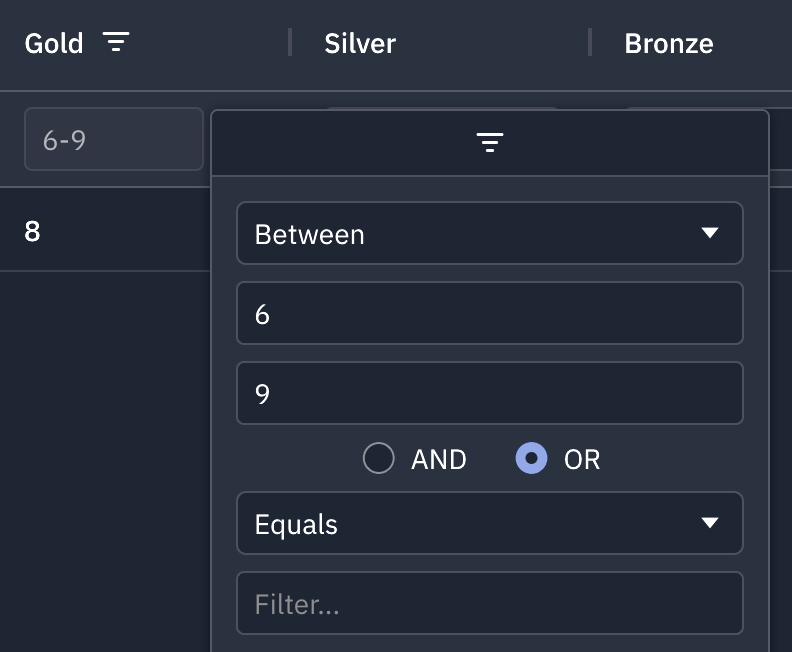 Gold Silver Bronze
6-9
8
Between
6
9
AND OR
Equals
Filter...